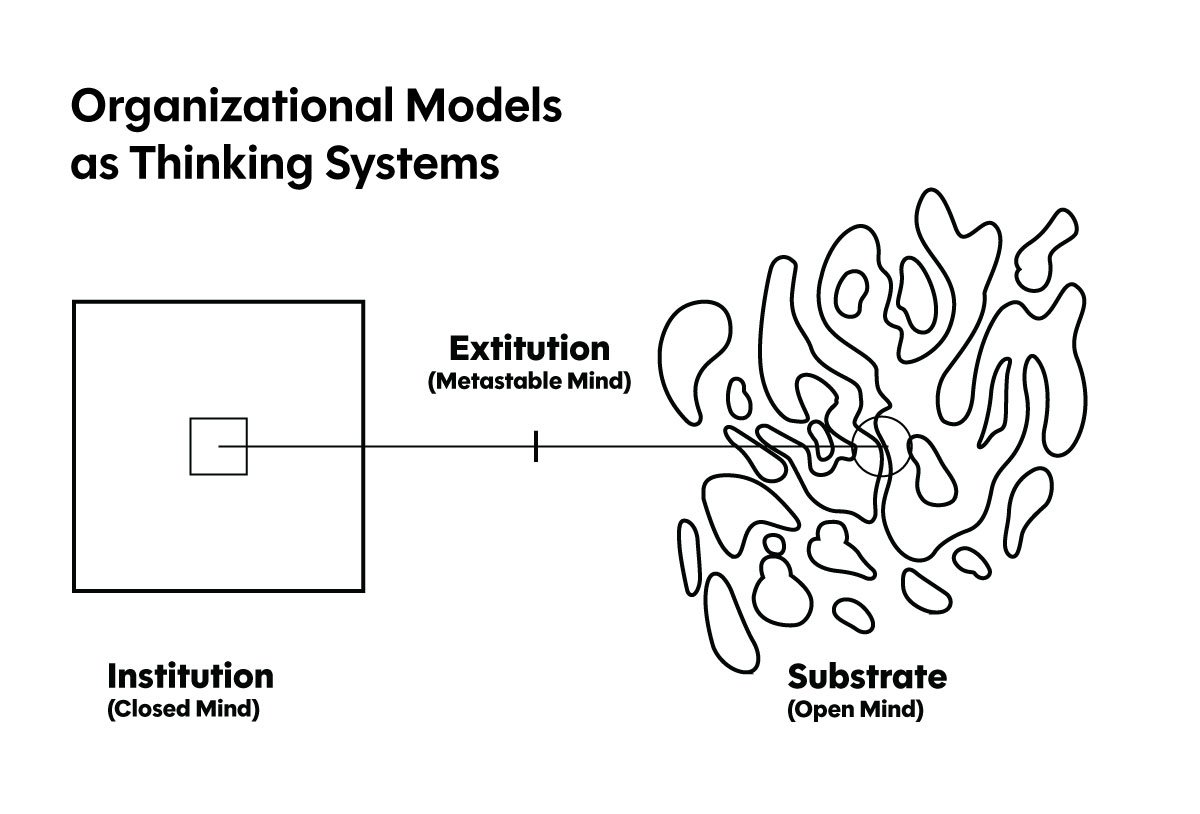 Organizational Models
as Thinking Systems
Extitution
(Metastable Mind)
Institution
(Closed Mind)
Substrate
(Open Mind)